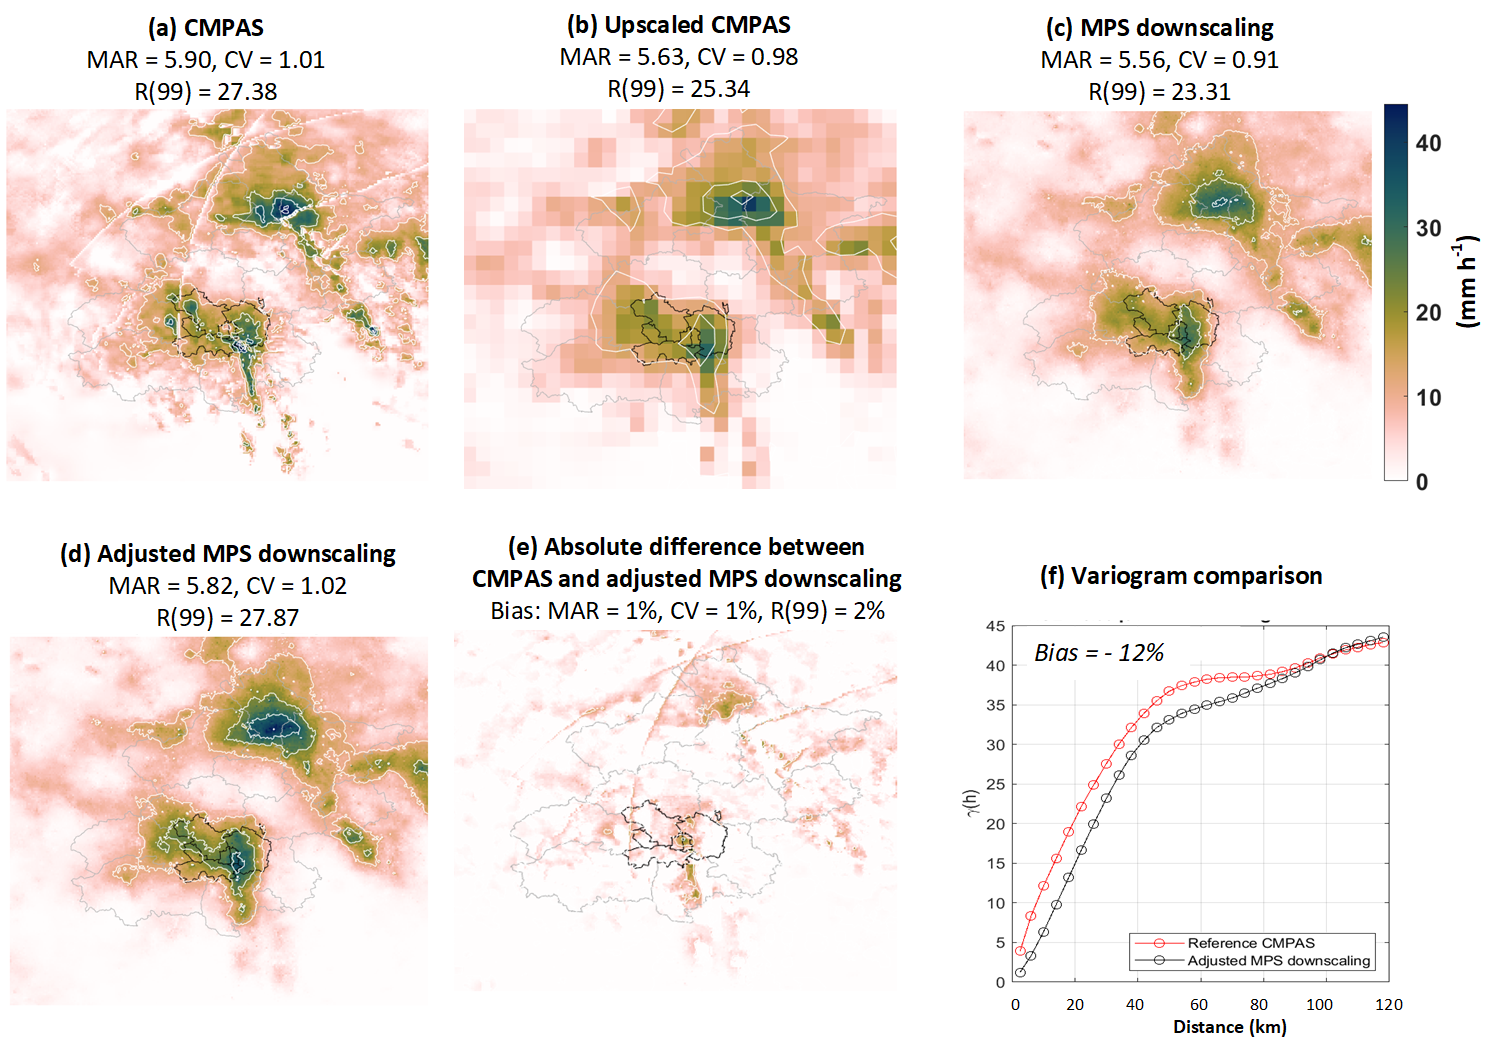 (a) CMPAS
MAR = 5.90, CV = 1.01
R(99) = 27.38
(b) Upscaled CMPAS
MAR = 5.63, CV = 0.98
R(99) = 25.34
(c) MPS downscaling
MAR = 5.56, CV = 0.91
R(99) = 23.31
40
30
20
10
0
(mm h⁻¹)
(d) Adjusted MPS downscaling
MAR = 5.82, CV = 1.02
R(99) = 27.87
(e) Absolute difference between
CMPAS and adjusted MPS downscaling
Bias: MAR = 1%, CV = 1%, R(99) = 2%
(f) Variogram comparison
Bias = - 12%
45
40
35
30
25
20
15
10
5
0
γ(h)
Reference CMPAS
Adjusted MPS downscaling
0 20 40 60 80 100 120
Distance (km)